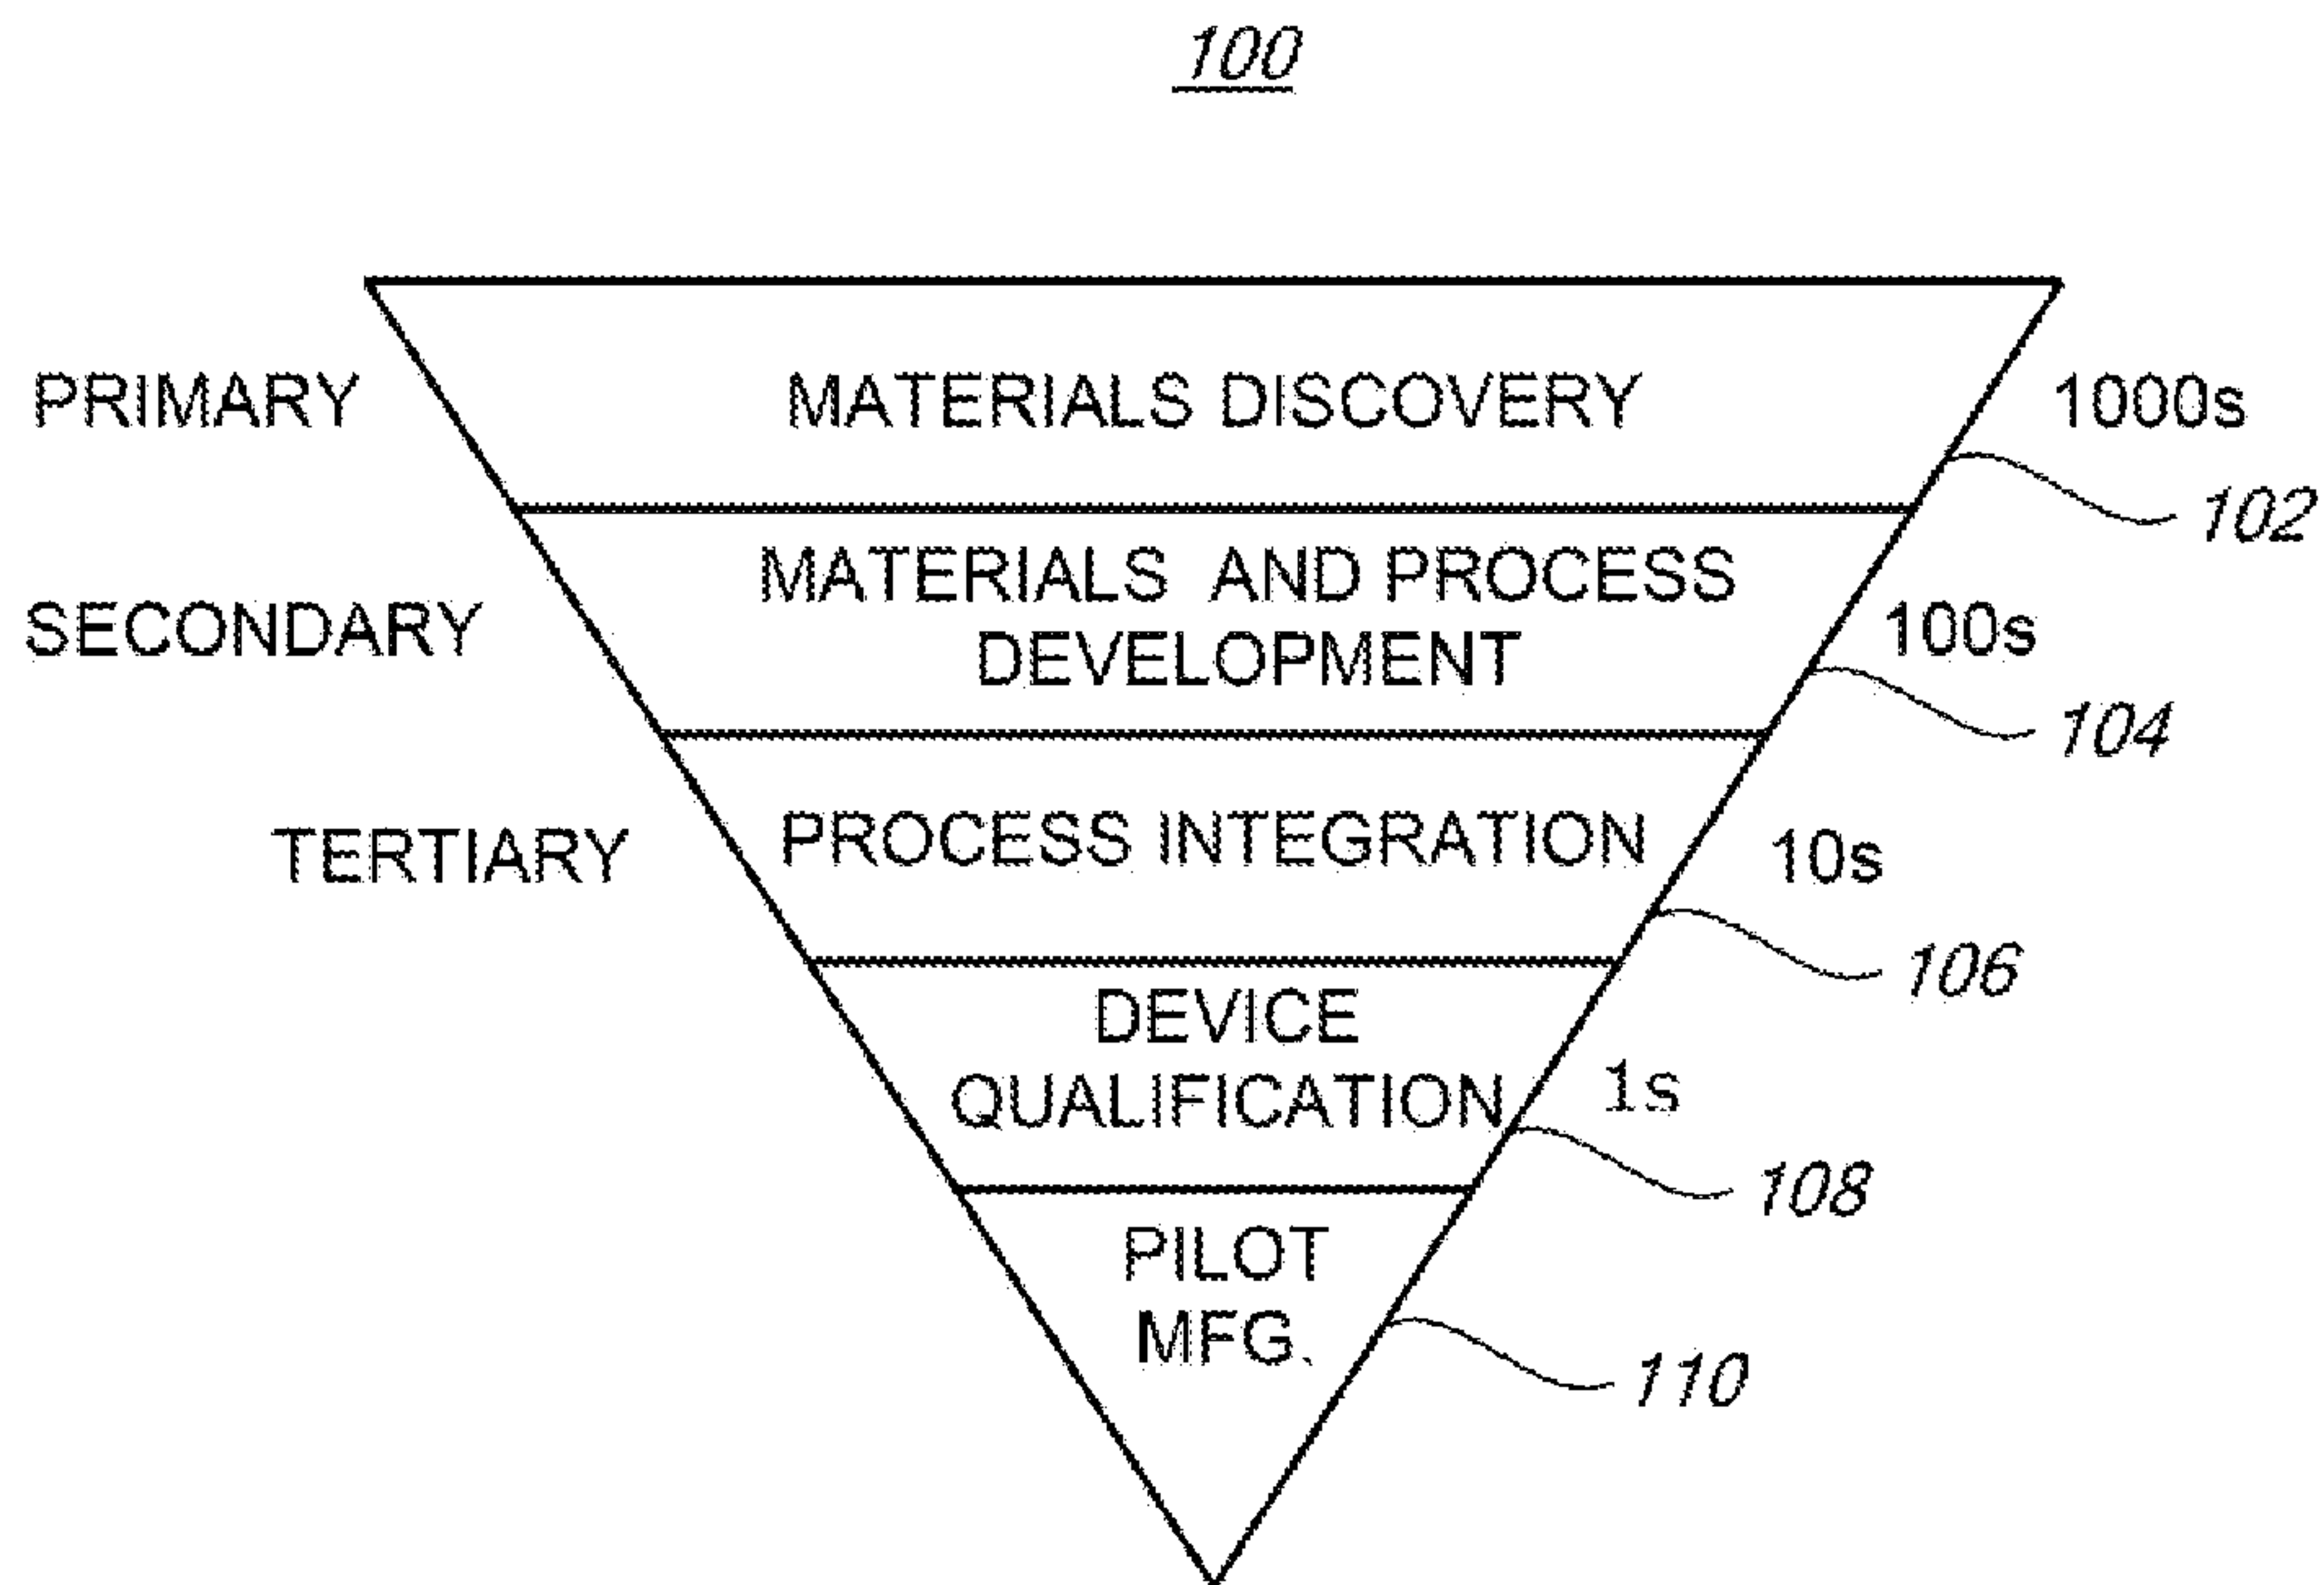 100
PRIMARY
MATERIALS DISCOVERY
1000s
102
SECONDARY
MATERIALS AND PROCESS
DEVELOPMENT
100s
104
TERTIARY
PROCESS INTEGRATION
10s
106
DEVICE
QUALIFICATION
1s
108
PILOT
MFG.
110